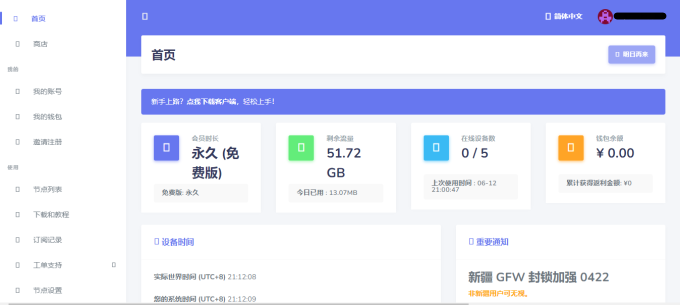 首页
商店
我的
我的账号
我的钱包
邀请注册
使用
节点列表
下载和教程
订阅记录
工单支持
节点设置
简体中文
首页
明日再来
新手上路？点我下载客户端，轻松上手！
会员时长
永久 (免
费版)
免费版: 永久
剩余流量
51.72
GB
今日已用 : 13.07MB
在线设备数
0 / 5
上次使用时间 : 06-12
21:00:47
钱包余额
¥ 0.00
累计获得返利金额: ¥0
设备时间
实际世界时间 (UTC+8) 21:12:08
您的系统时间 (UTC+8) 21:12:09
重要通知
新疆 GFW 封锁加强 0422
非新疆用户可无视。